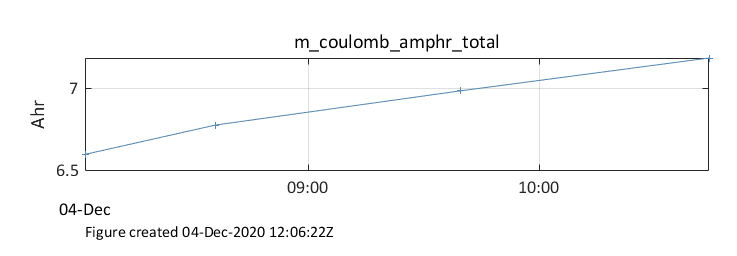 m_coulomb_amphr_total
7
Ahr
6.5
09:00 10:00
04-Dec
Figure created 04-Dec-2020 12:06:22Z